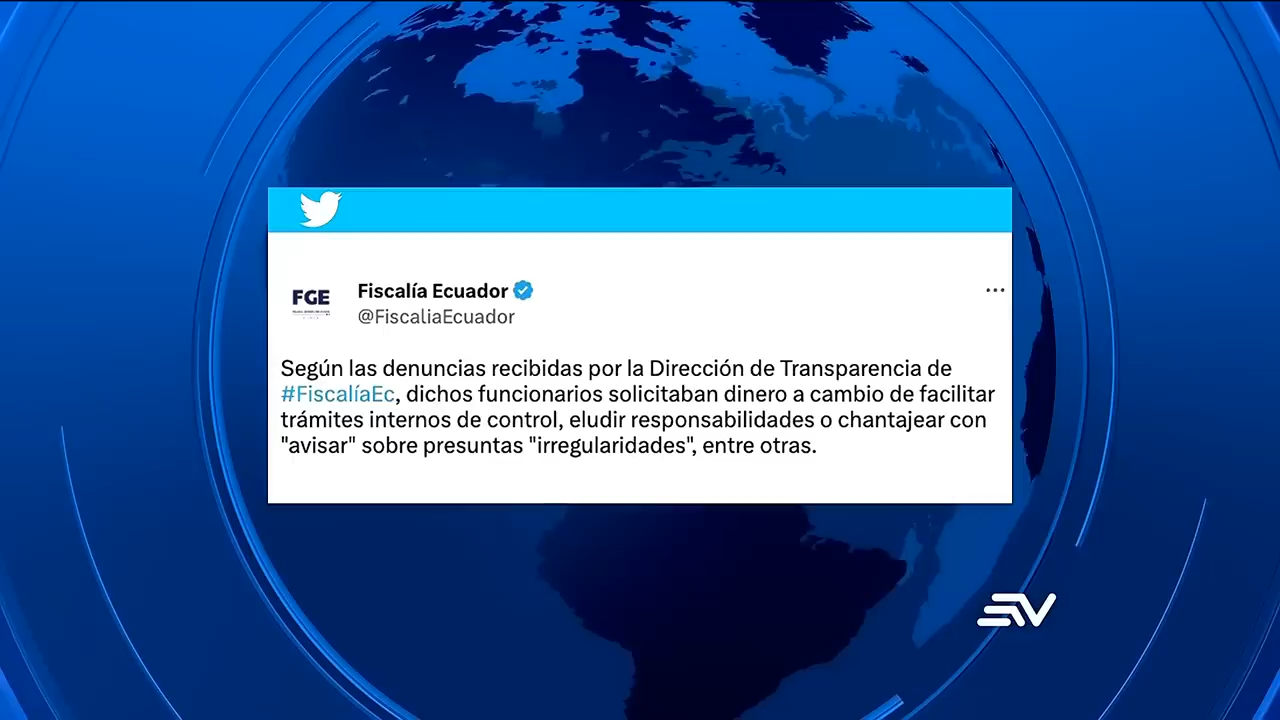 FGE
Fiscalía Ecuador
@FiscaliaEcuador
Según las denuncias recibidas por la Dirección de Transparencia de
#FiscalíaEc, dichos funcionarios solicitaban dinero a cambio de facilitar
trámites internos de control, eludir responsabilidades o chantajear con
"avisar" sobre presuntas "irregularidades", entre otras.
EV